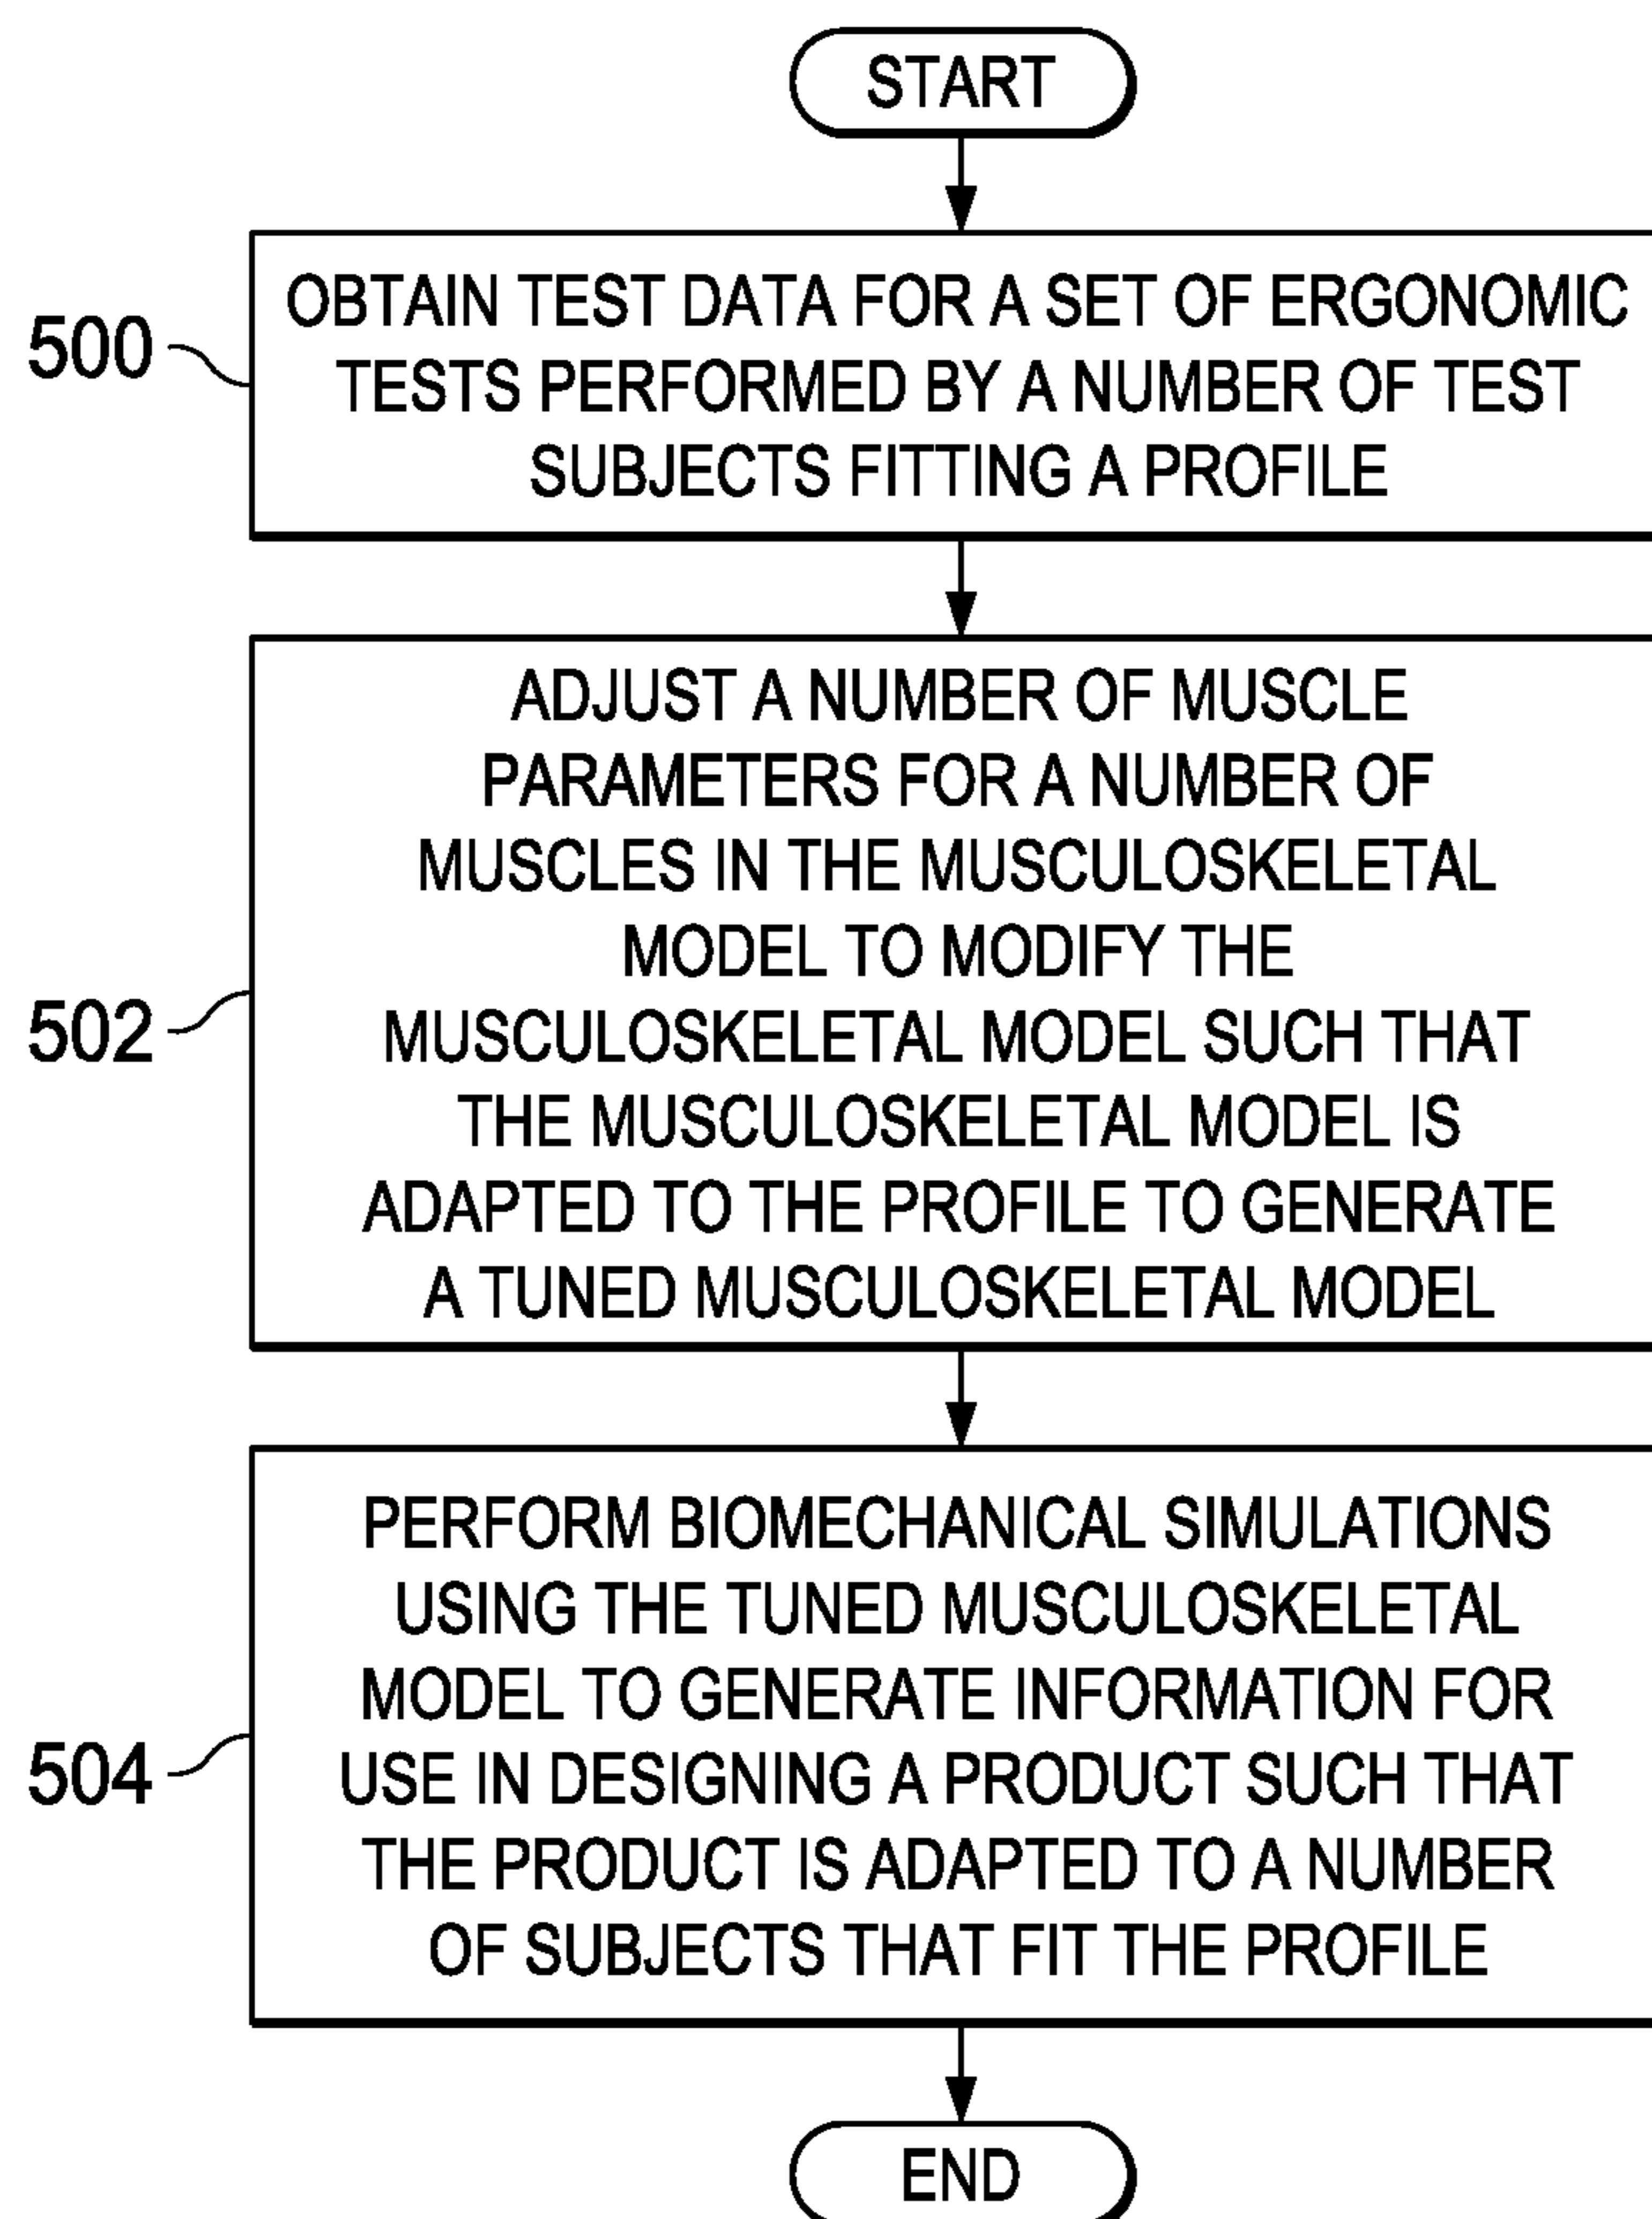 START
500
OBTAIN TEST DATA FOR A SET OF ERGONOMIC
TESTS PERFORMED BY A NUMBER OF TEST
SUBJECTS FITTING A PROFILE
502
ADJUST A NUMBER OF MUSCLE
PARAMETERS FOR A NUMBER OF
MUSCLES IN THE MUSCULOSKELETAL
MODEL TO MODIFY THE
MUSCULOSKELETAL MODEL SUCH THAT
THE MUSCULOSKELETAL MODEL IS
ADAPTED TO THE PROFILE TO GENERATE
A TUNED MUSCULOSKELETAL MODEL
504
PERFORM BIOMECHANICAL SIMULATIONS
USING THE TUNED MUSCULOSKELETAL
MODEL TO GENERATE INFORMATION FOR
USE IN DESIGNING A PRODUCT SUCH THAT
THE PRODUCT IS ADAPTED TO A NUMBER
OF SUBJECTS THAT FIT THE PROFILE
END